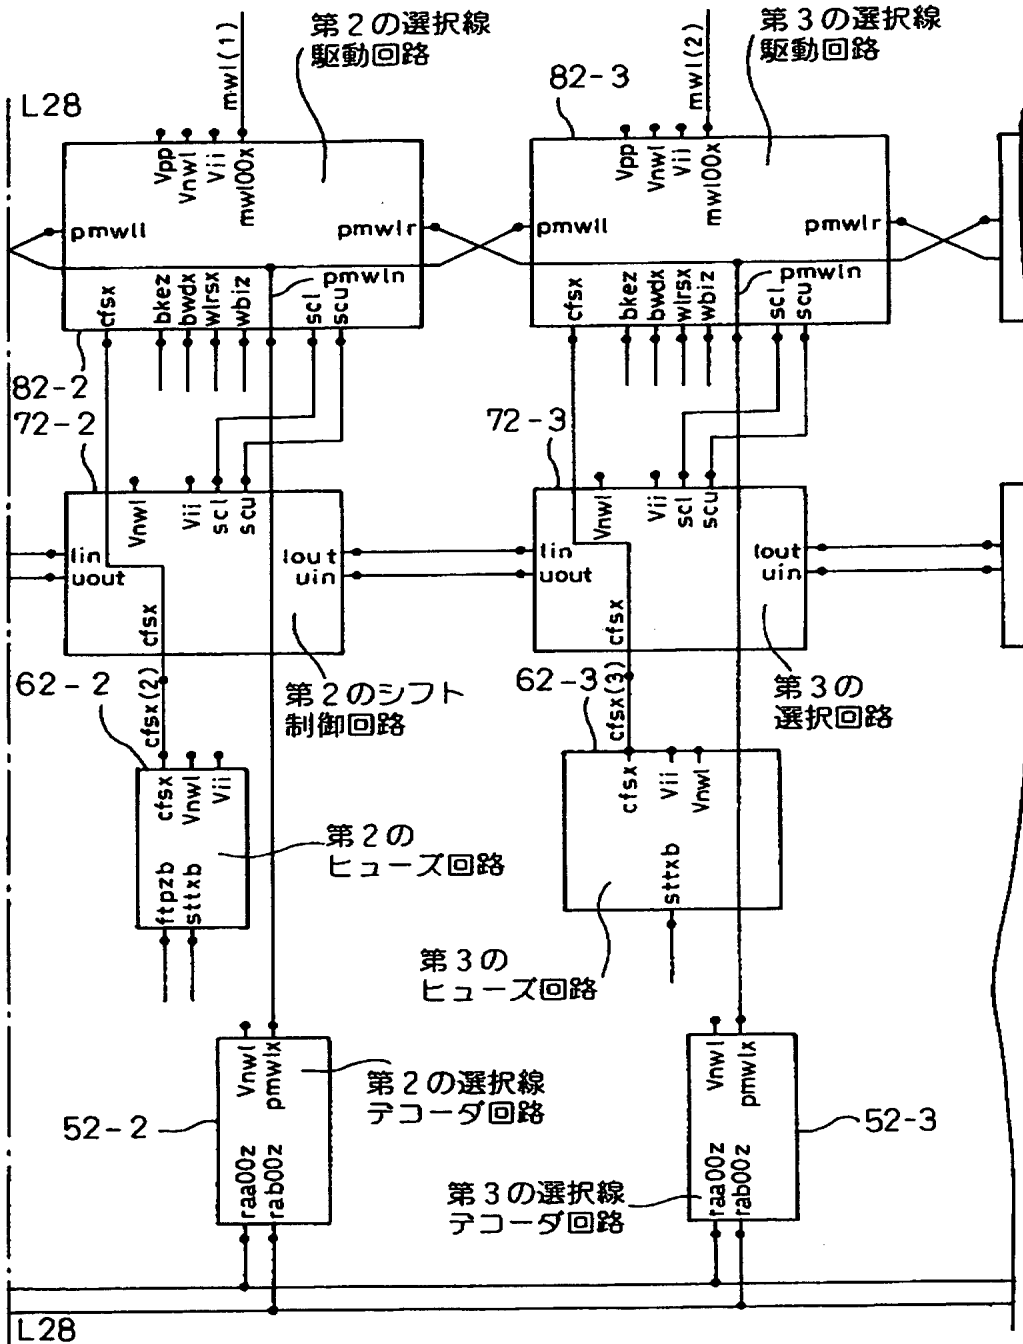 第2の選択線
駆動回路
第3の選択線
駆動回路
mwl(1)
mwl(2)
82-3
L28
Vpp
Vnwl
Vii
mwl00x
Vpp
Vnwl
Vii
mwl00x
pmwll
pmwlr
pmwll
pmwlr
pmwln
pmwln
cfsx
bkez
bwdx
wlrsx
wbiz
scl
scu
cfsx
bkez
bwdx
wlrsx
wbiz
scl
scu
82-2
72-2
72-3
Vnwl
Vii
scl
scu
Vnwl
Vii
scl
scu
lin
uout
lout
uin
lin
uout
lout
uin
cfsx
cfsx
62-2
cfsx(2)
第2のシフト
制御回路
62-3
cfsx(3)
第3の
選択回路
cfsx
Vnwl
Vii
cfsx
Vii
Vnwl
第2の
ヒューズ回路
ftpzb
sttxb
sttxb
第3の
ヒューズ回路
Vnwl
pmwlx
Vnwl
pmwlx
第2の選択線
デコーダ回路
52-2
52-3
raa00z
rab00z
第3の選択線
デコーダ回路
raa00z
rab00z
L28